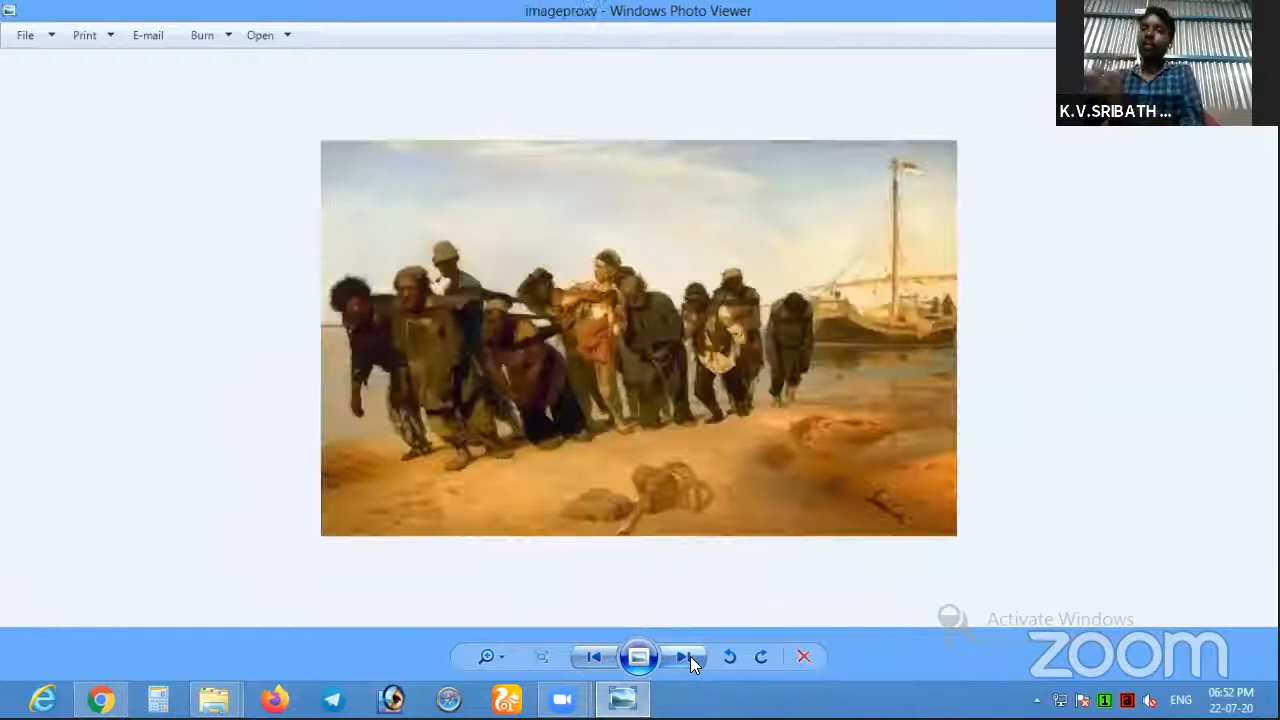 imageproxy - Windows Photo Viewer
File Print E-mail Burn Open
K.V.SRIBATH ...
Activate Windows
zoom
1 a ENG
06:52 PM
22-07-20